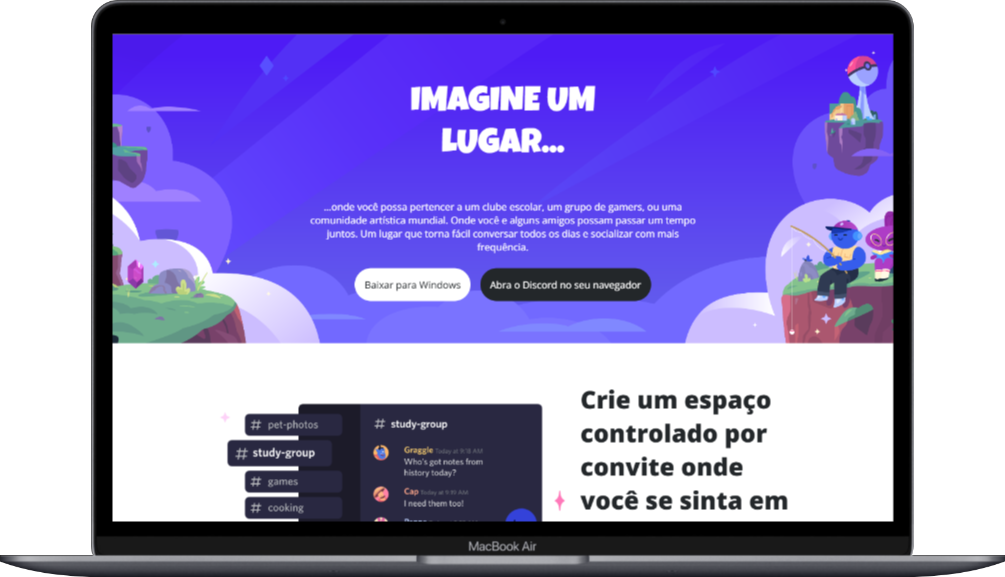 IMAGINE UM
LUGAR...
...onde você possa pertencer a um clube escolar, um grupo de gamers, ou uma
comunidade artística mundial. Onde você e alguns amigos possam passar um tempo
juntos. Um lugar que torna fácil conversar todos os dias e socializar com mais
frequência.
Baixar para Windows
Abra o Discord no seu navegador
# pet-photos
# study-group
# games
# cooking
# study-group
Graggle Today at 9:18 AM
Who's got notes from
history today?
Cap Today at 9:31 AM
I need them too!
Crie um espaço
controlado por
convite onde
você se sinta em
MacBook Air